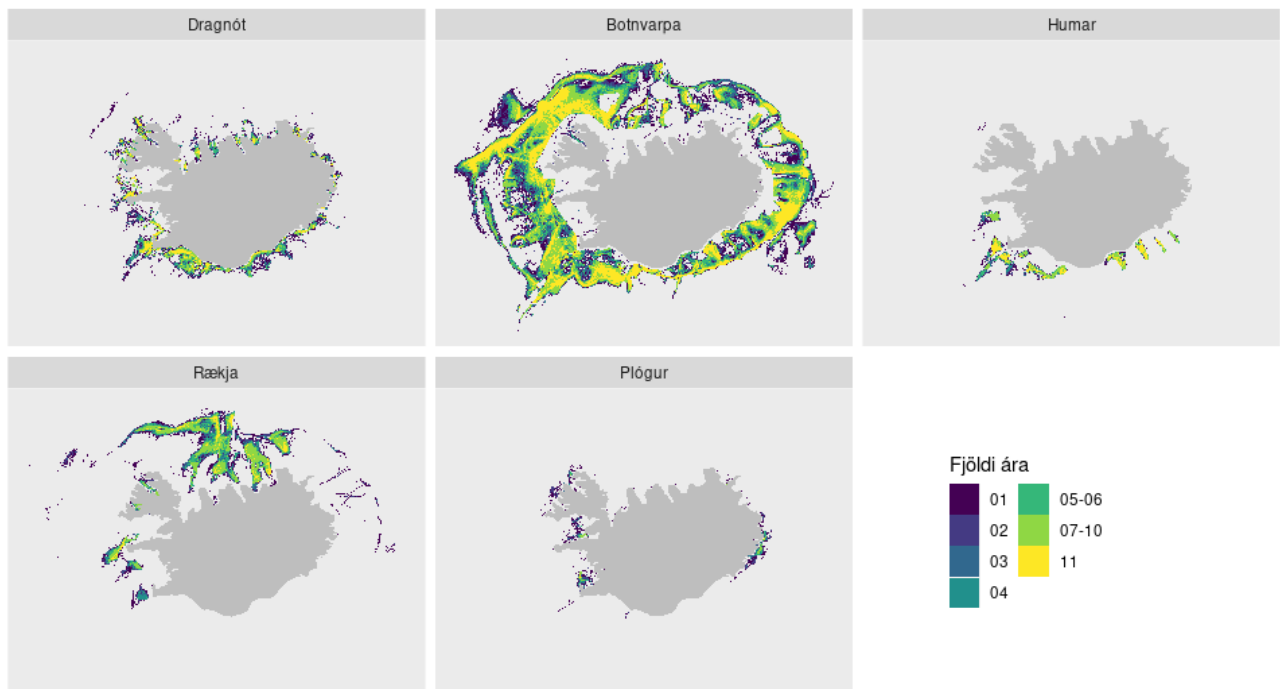 Dragnót
Botnvarpa
Humar
Rækja
Plógur
Fjöldi ára
01
02
03
04
05-06
07-10
11